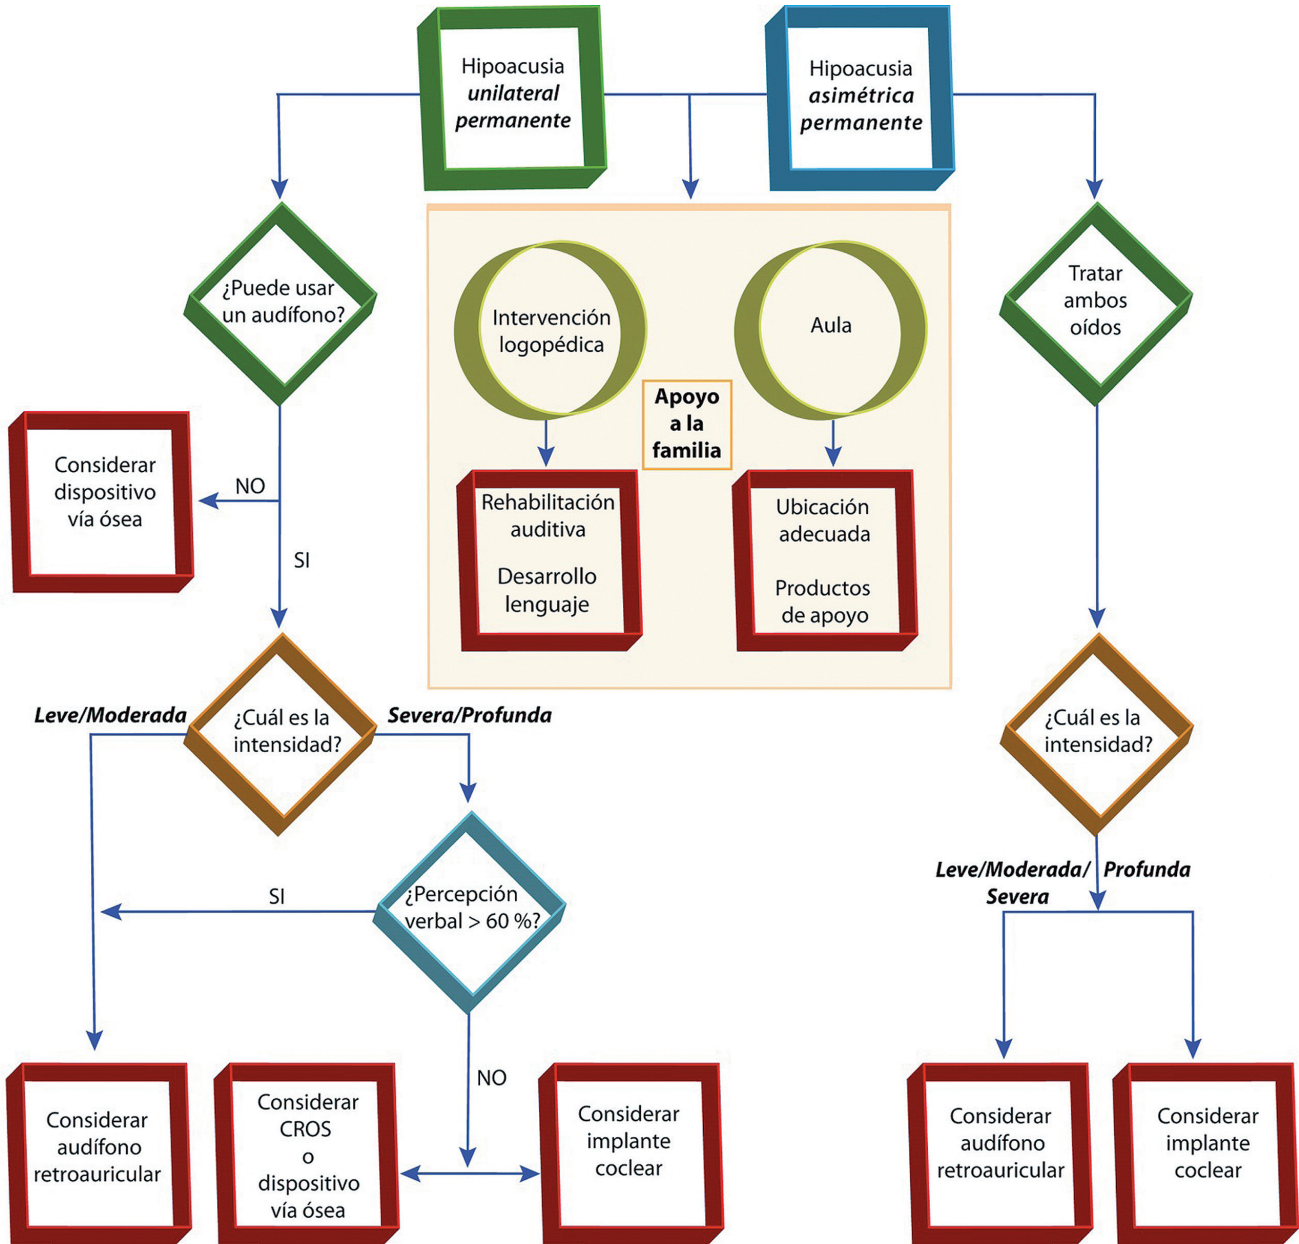 Hipoacusia
unilateral
permanente
Hipoacusia
asimétrica
permanente
¿Puede usar
un audífono?
Intervención
logopédica
Aula
Tratar
ambos
oídos
Apoyo
a la
familia
Considerar
dispositivo
vía ósea
NO
SI
Rehabilitación
auditiva
Desarrollo
lenguaje
Ubicación
adecuada
Productos
de apoyo
Leve/Moderada
¿Cuál es la
intensidad?
Severa/Profunda
¿Cuál es la
intensidad?
SI
¿Percepción
verbal > 60 %?
Leve/Moderada/
Severa
Profunda
NO
Considerar
audífono
retroauricular
Considerar
CROS
o
dispositivo
vía ósea
Considerar
implante
coclear
Considerar
audífono
retroauricular
Considerar
implante
coclear